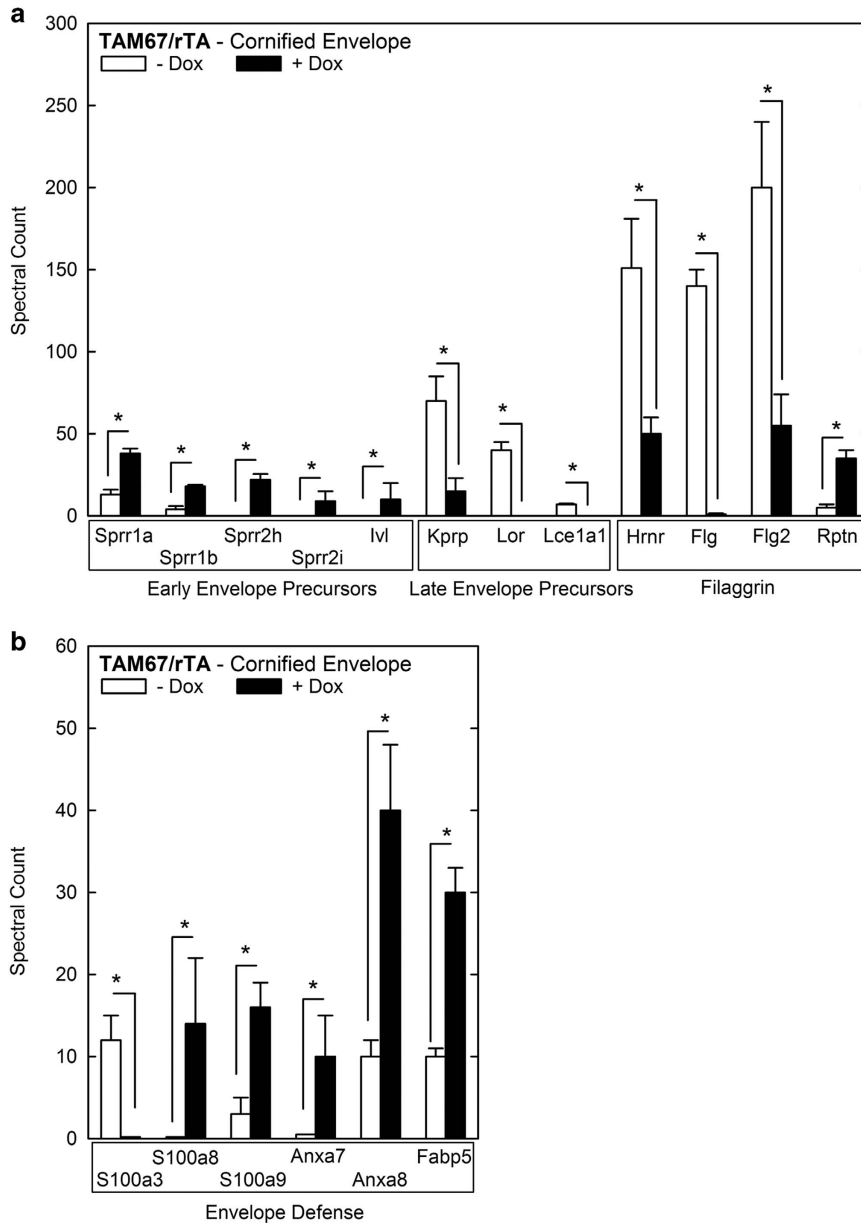 a
TAM67/rTA - Cornified Envelope
- Dox + Dox
Spectral Count
300
250
200
150
100
50
0
* * * * * * * * * * * *
Sprr1a Sprr2h Ivl Kprp Lor Lce1a1 Hrnr Flg Flg2 Rptn
Sprr1b Sprr2i
Early Envelope Precursors Late Envelope Precursors Filaggrin
b
TAM67/rTA - Cornified Envelope
- Dox + Dox
Spectral Count
60
50
40
30
20
10
0
* * * * * *
S100a8 Anxa7 Fabp5
S100a3 S100a9 Anxa8
Envelope Defense